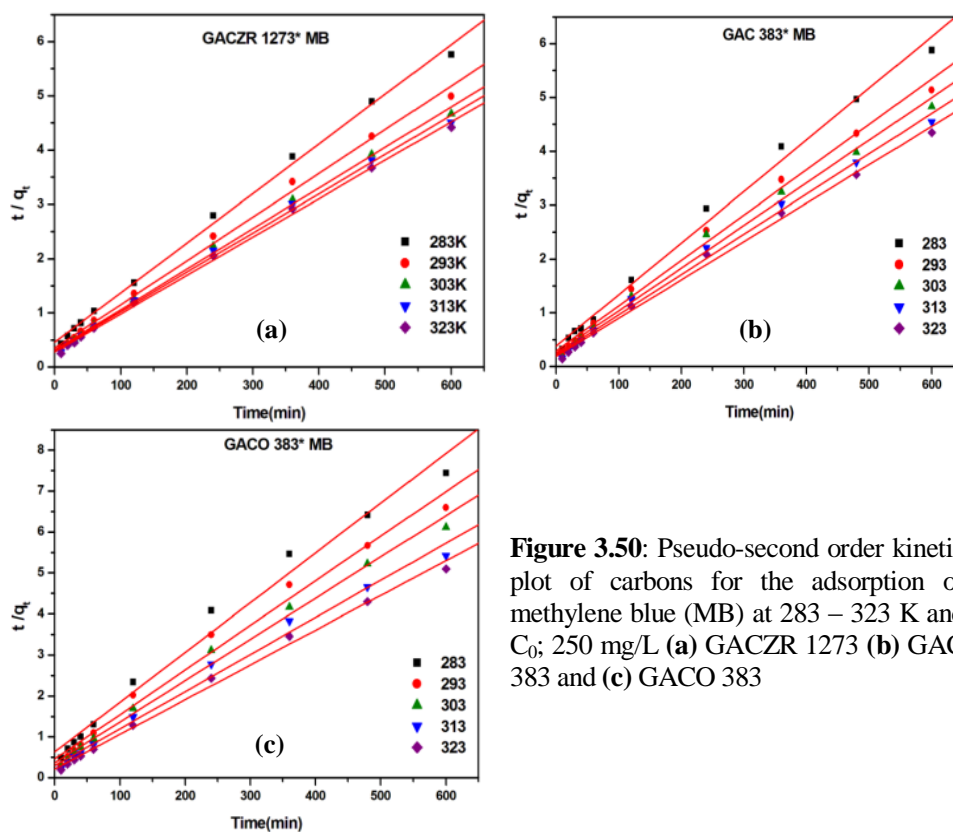 GACZR 1273* MB
6
5
4
3
2
1
0
t / qt
283K
293K
303K
313K
323K
(a)
0 100 200 300 400 500 600
Time(min)
GAC 383* MB
6
5
4
3
2
1
0
t /qt
283
293
303
313
323
(b)
0 100 200 300 400 500 600
Time(min)
GACO 383* MB
8
7
6
5
4
3
2
1
0
t /qt
283
293
303
313
323
(c)
0 100 200 300 400 500 600
Time(min)
Figure 3.50: Pseudo-second order kineti
plot of carbons for the adsorption o
methylene blue (MB) at 283 – 323 K and
C0; 250 mg/L (a) GACZR 1273 (b) GAC
383 and (c) GACO 383